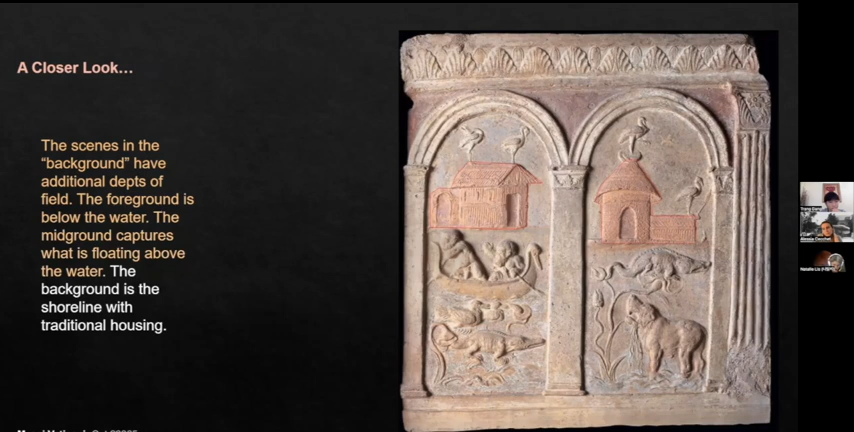 A Closer Look...
The scenes in the
“background” have
additional depts of
field. The foreground is
below the water. The
midground captures
what is floating above
the water. The
background is the
shoreline with
traditional housing.